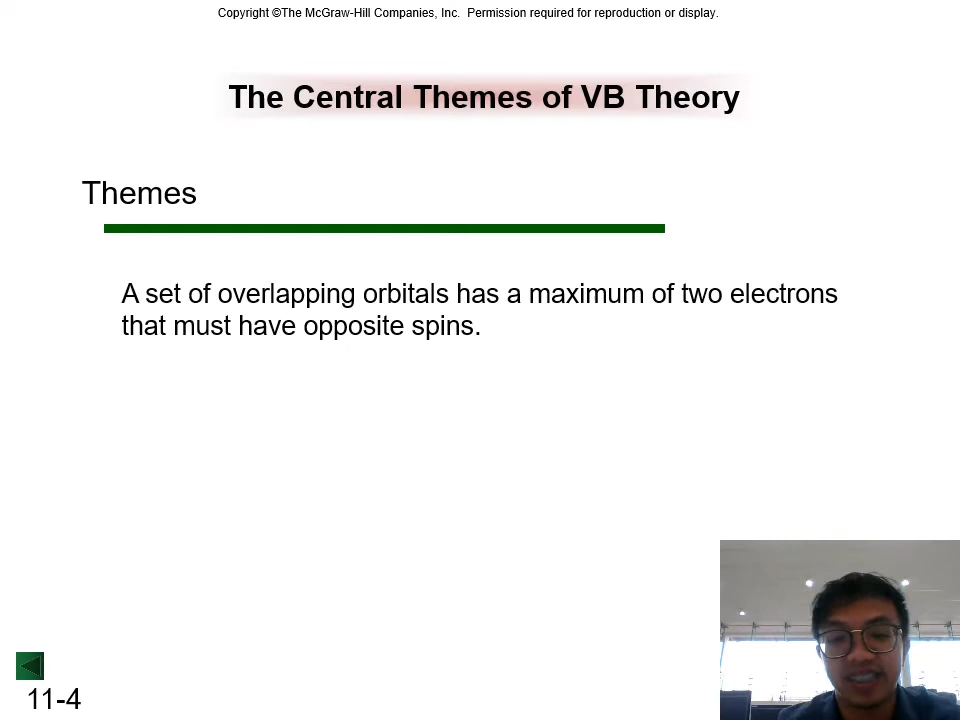 Copyright ©The McGraw-Hill Companies, Inc.  Permission required for reproduction or display.
The Central Themes of VB Theory
Themes
A set of overlapping orbitals has a maximum of two electrons
that must have opposite spins.
11-4